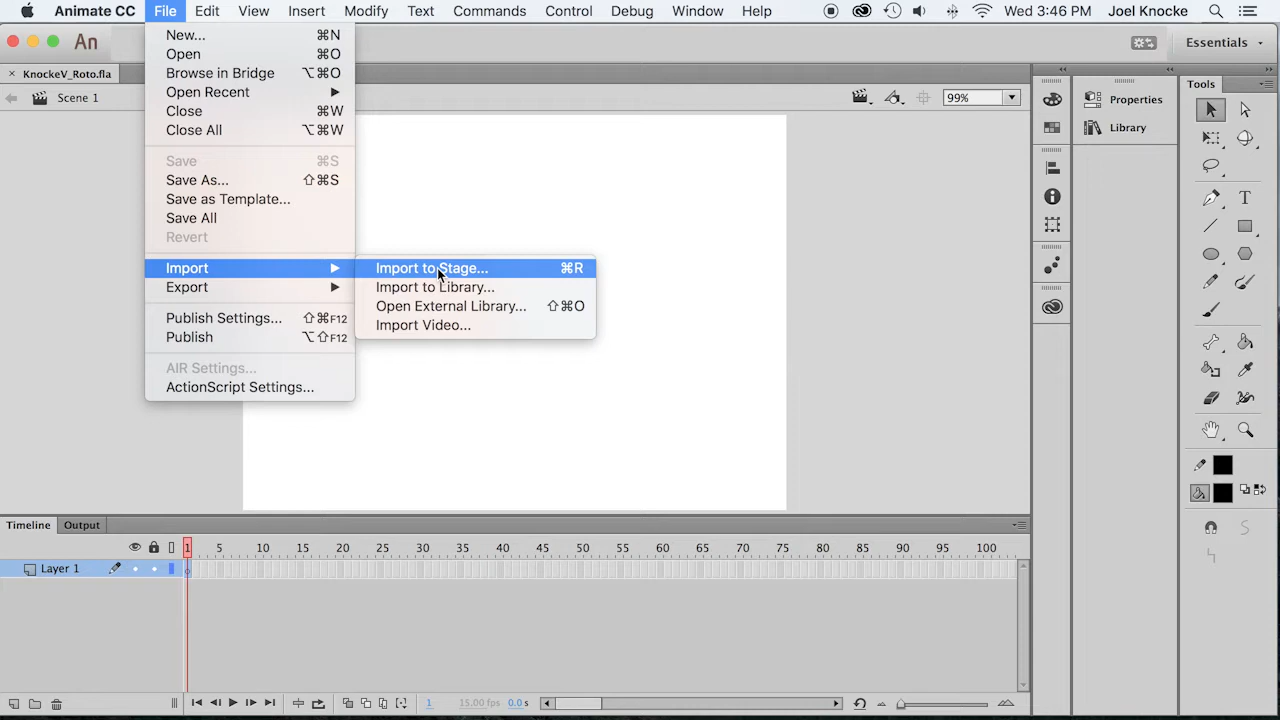 Animate CC File Edit View Insert Modify Text Commands Control Debug Window Help Wed 3:46 PM Joel Knocke
An Essentials
× KnockeV_Roto.fla
Scene 1 99%
New... ⌘N
Open ⌘O
Browse in Bridge ⌥⌘O
Open Recent ▶
Close ⌘W
Close All ⌥⌘W
Save ⌘S
Save As... ⇧⌘S
Save as Template...
Save All
Revert
Import ▶
Export ▶
Publish Settings... ⇧⌘F12
Publish ⌥⇧F12
AIR Settings...
ActionScript Settings...
Import to Stage... ⌘R
Import to Library...
Open External Library... ⇧⌘O
Import Video...
Properties
Library
Tools
T
Timeline Output
1 5 10 15 20 25 30 35 40 45 50 55 60 65 70 75 80 85 90 95 100
Layer 1
1 15.00 fps 0.0 s